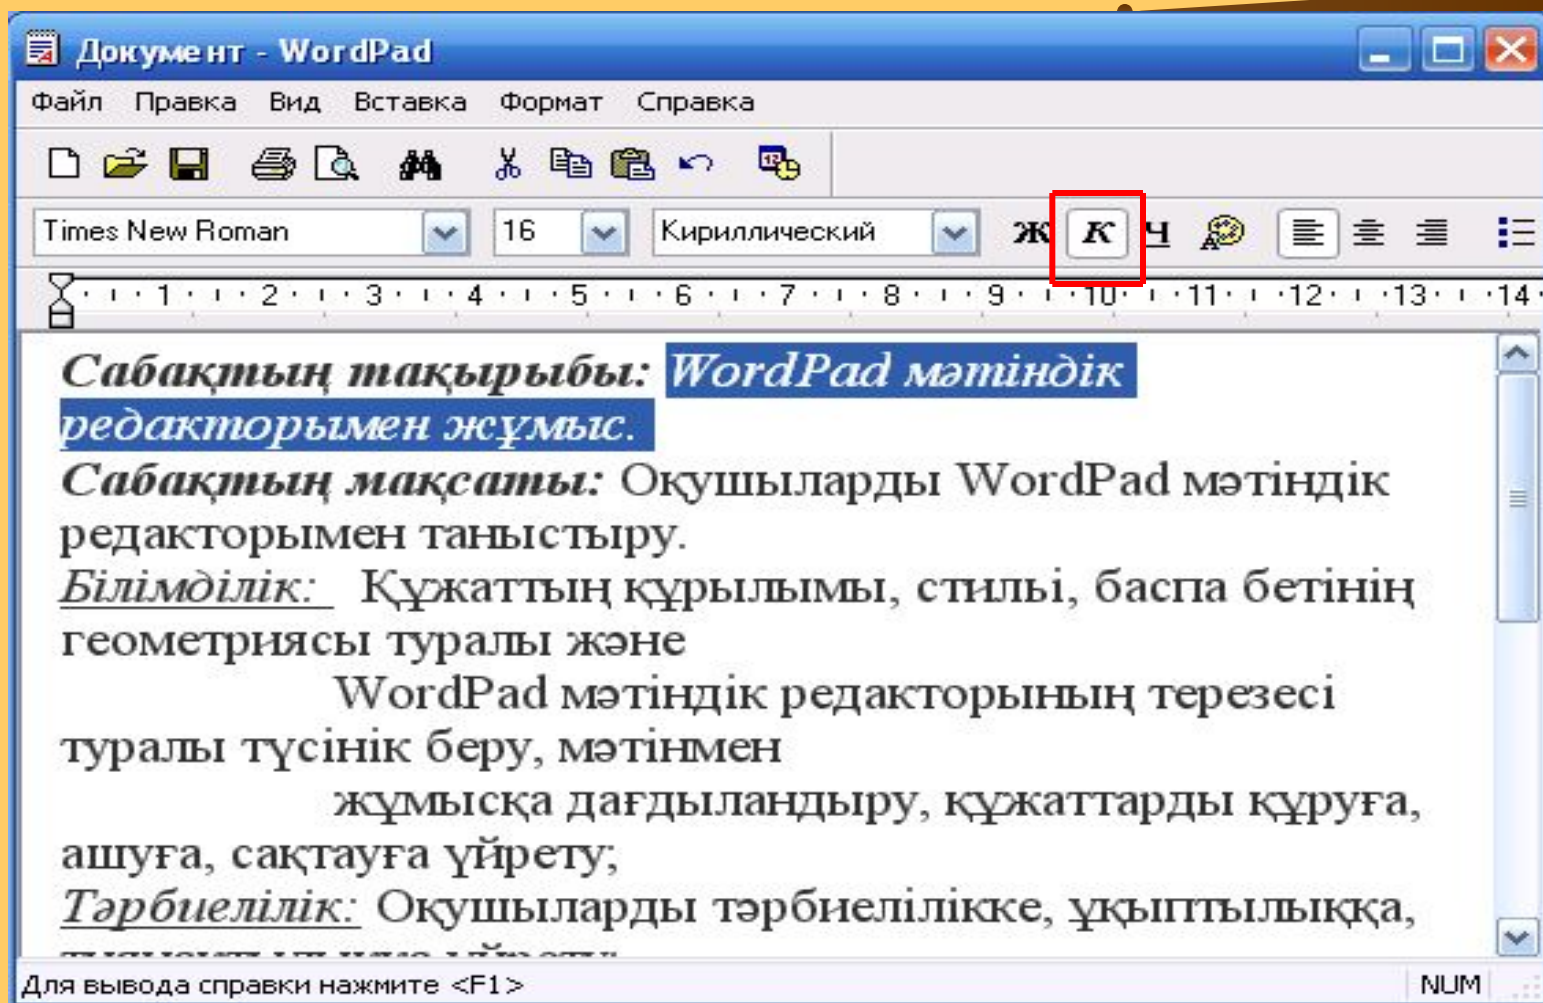 Документ - WordPad
Файл Правка Вид Вставка Формат Справка
Times New Roman 16 Кириллический Ж К Ч
1 2 3 4 5 6 7 8 9 10 11 12 13 14
Сабақтың тақырыбы: WordPad мәтіндік
редакторымен жұмыс.
Сабақтың мақсаты: Оқушыларды WordPad мәтіндік
редакторымен таныстыру.
Білімділік: Құжаттың құрылымы, стильі, баспа бетінің
геометриясы туралы және
WordPad мәтіндік редакторының терезесі
туралы түсінік беру, мәтінмен
жұмысқа дағдыландыру, құжаттарды құруға,
ашуға, сақтауға үйрету;
Тәрбиелілік: Оқушыларды тәрбиелілікке, ұқыптылыққа,
Для вывода справки нажмите <F1> NUM